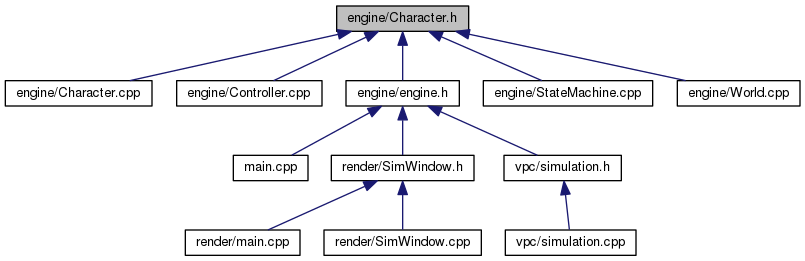 engine/Character.h
engine/Character.cpp
engine/Controller.cpp
engine/engine.h
engine/StateMachine.cpp
engine/World.cpp
main.cpp
render/SimWindow.h
vpc/simulation.h
render/main.cpp
render/SimWindow.cpp
vpc/simulation.cpp